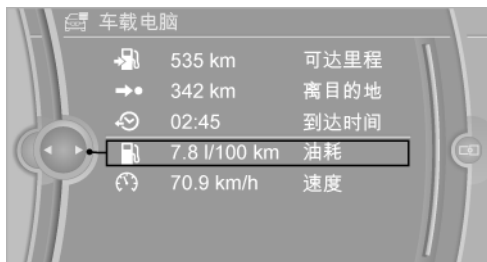 车载电脑
535 km 可达里程
342 km 离目的地
02:45 到达时间
7.8 l/100 km 油耗
70.9 km/h 速度